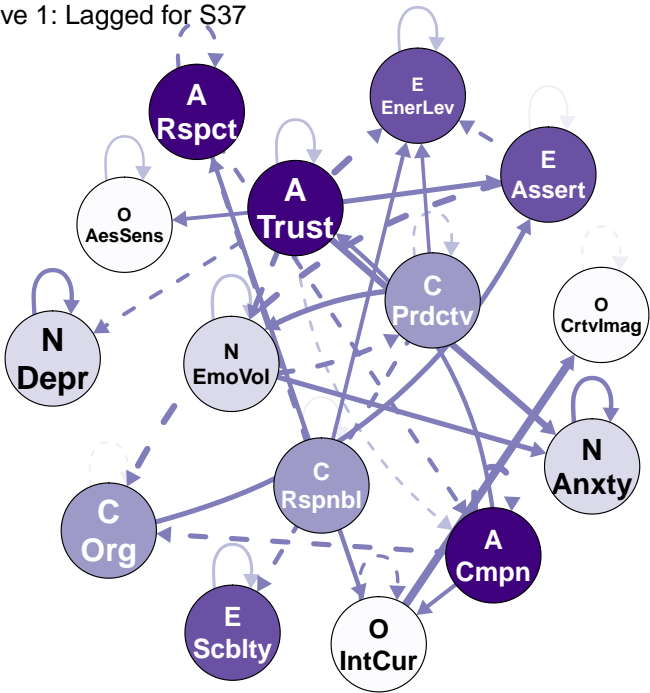 ve 1: Lagged for S37
A
Rspct
E
EnerLev
E
Assert
A
Trust
O
AesSens
C
Prdctv
O
CrtvImag
N
Depr
N
EmoVol
N
Anxty
C
Rspnbl
C
Org
A
Cmpn
E
Scblty
O
IntCur